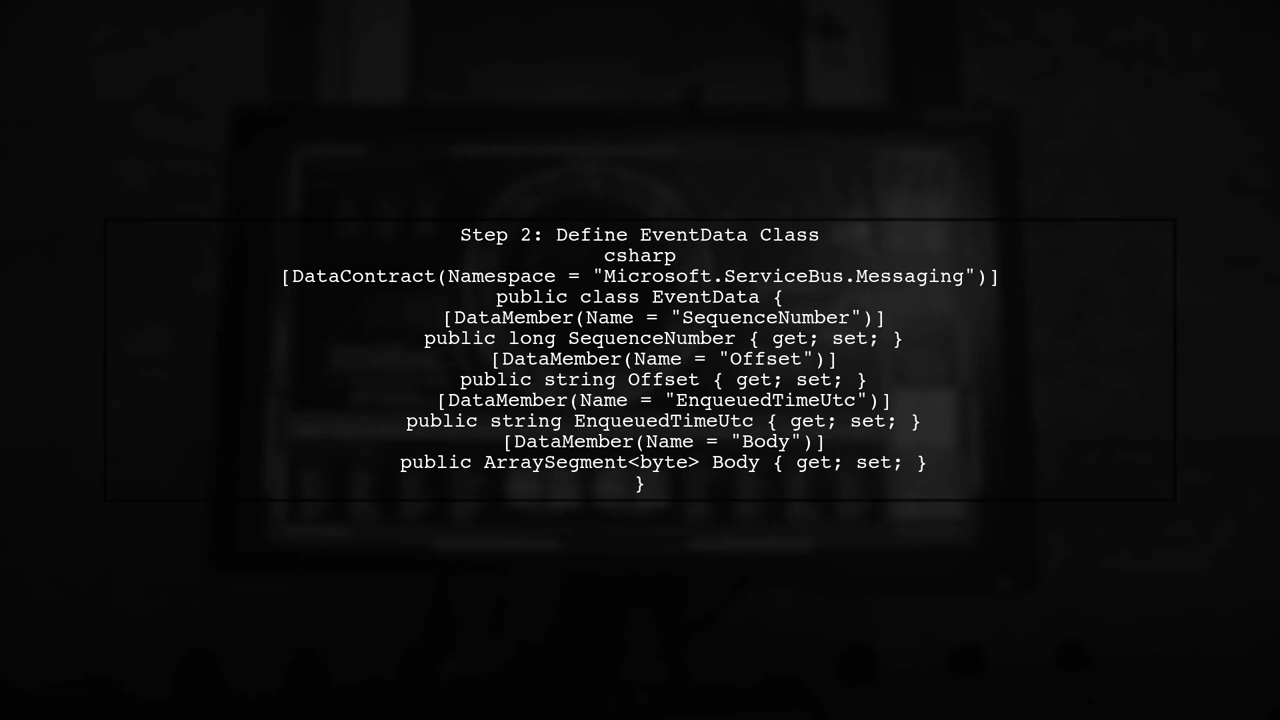 Step 2: Define EventData Class
csharp
[DataContract(Namespace = "Microsoft.ServiceBus.Messaging")]
public class EventData {
[DataMember(Name = "SequenceNumber")]
public long SequenceNumber { get; set; }
[DataMember(Name = "Offset")]
public string Offset { get; set; }
[DataMember(Name = "EnqueuedTimeUtc")]
public string EnqueuedTimeUtc { get; set; }
[DataMember(Name = "Body")]
public ArraySegment<byte> Body { get; set; }
}